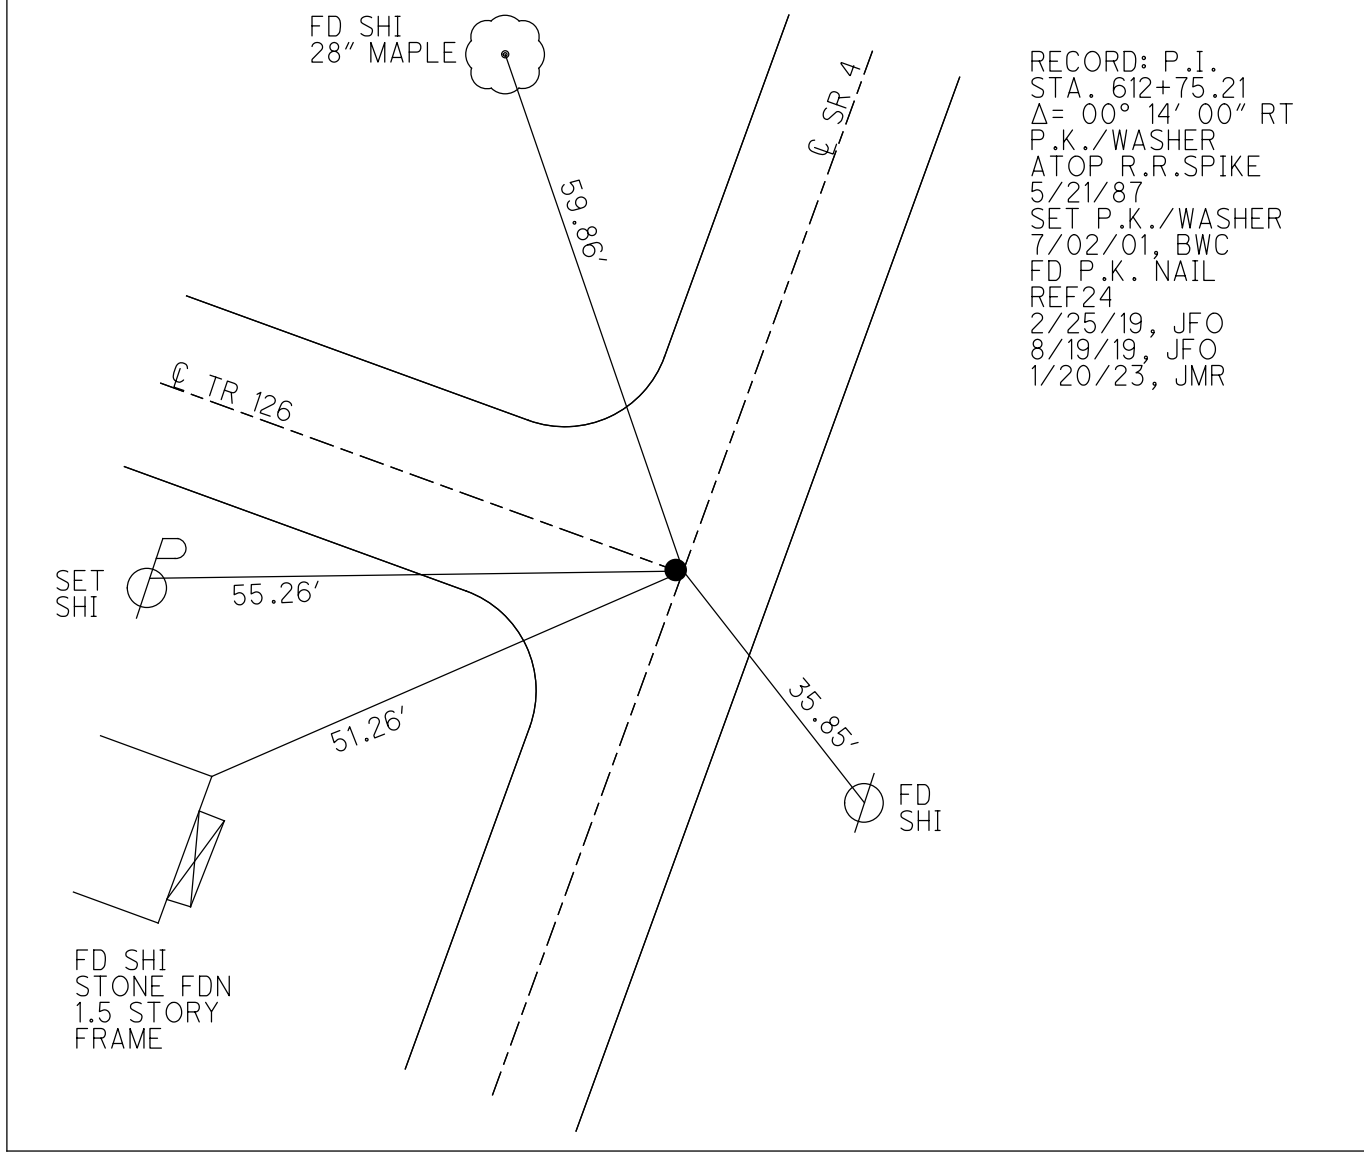 FD SHI
28" MAPLE
59.86'
℄ SR 4
RECORD: P.I.
STA. 612+75.21
Δ= 00° 14' 00" RT
P.K./WASHER
ATOP R.R.SPIKE
5/21/87
SET P.K./WASHER
7/02/01, BWC
FD P.K. NAIL
REF24
2/25/19, JFO
8/19/19, JFO
1/20/23, JMR
℄ TR 126
SET
SHI
55.26'
51.26'
35.85'
FD
SHI
FD SHI
STONE FDN
1.5 STORY
FRAME